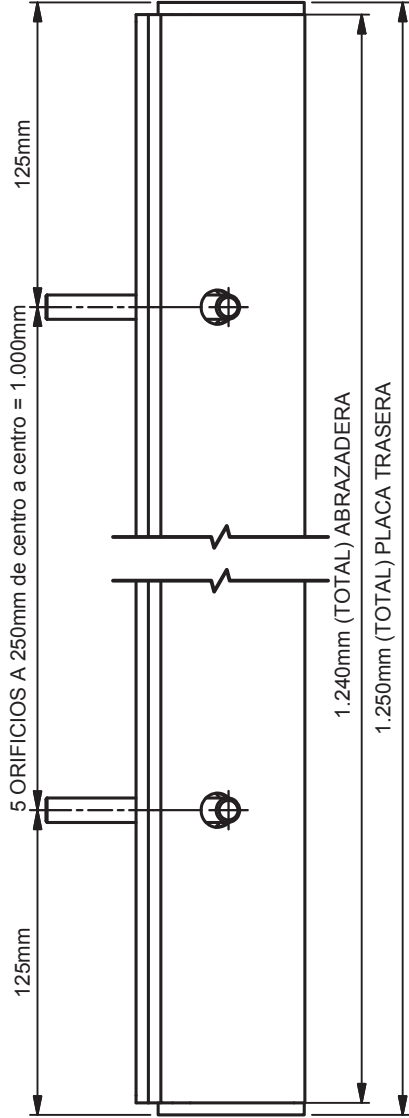 125mm
5 ORIFICIOS A 250mm de centro a centro = 1.000mm
125mm
1.240mm (TOTAL) ABRAZADERA
1.250mm (TOTAL) PLACA TRASERA